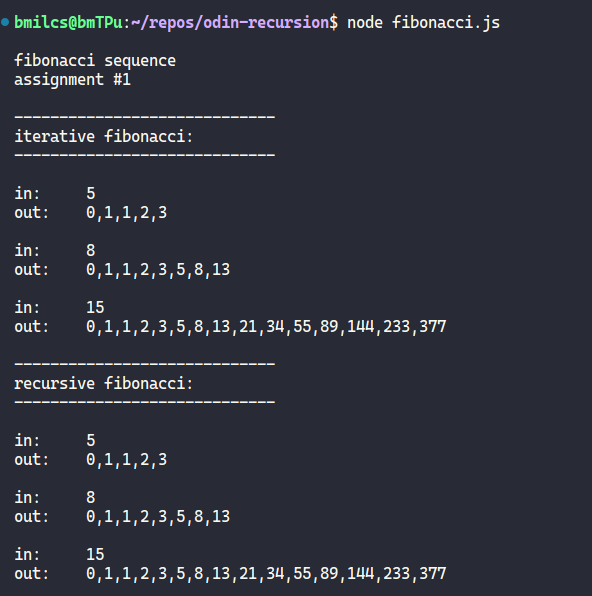 bmilcs@bmTPu:~/repos/odin-recursion$ node fibonacci.js
fibonacci sequence
assignment #1
-----------------------------
iterative fibonacci:
-----------------------------
in:     5
out:    0,1,1,2,3
in:     8
out:    0,1,1,2,3,5,8,13
in:     15
out:    0,1,1,2,3,5,8,13,21,34,55,89,144,233,377
-----------------------------
recursive fibonacci:
-----------------------------
in:     5
out:    0,1,1,2,3
in:     8
out:    0,1,1,2,3,5,8,13
in:     15
out:    0,1,1,2,3,5,8,13,21,34,55,89,144,233,377